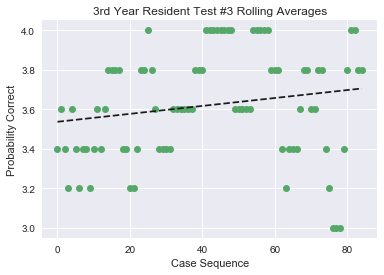 3rd Year Resident Test #3 Rolling Averages
Probability Correct
4.0
3.8
3.6
3.4
3.2
3.0
0 20 40 60 80
Case Sequence